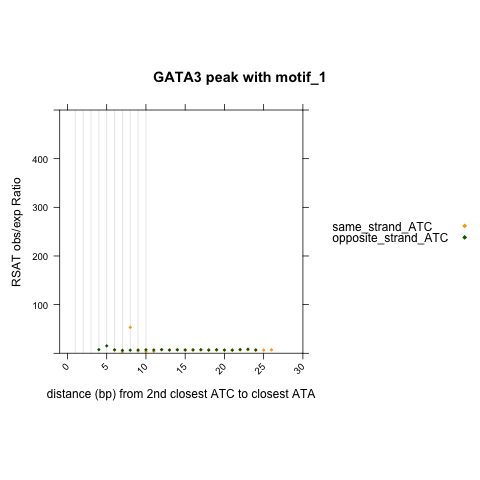 GATA3 peak with motif_1
RSAT obs/exp Ratio
400
300
200
100
0
5
10
15
20
25
30
distance (bp) from 2nd closest ATC to closest ATA
same_strand_ATC
opposite_strand_ATC